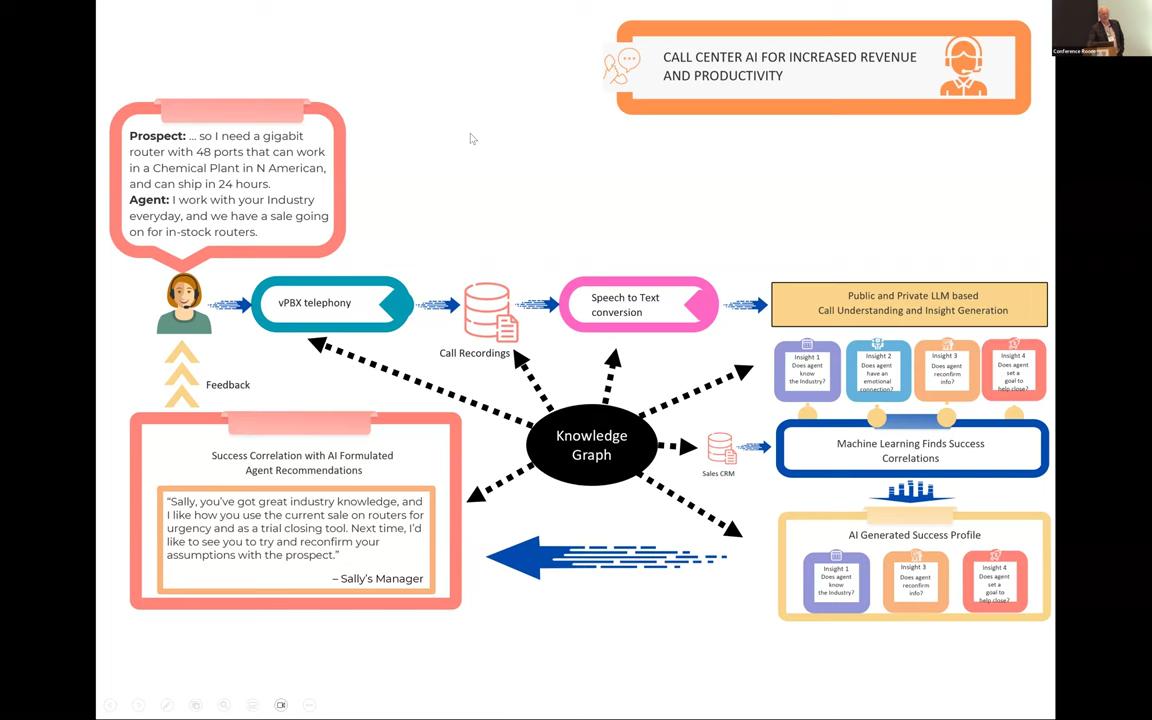 Conference Room
CALL CENTER AI FOR INCREASED REVENUE
AND PRODUCTIVITY
Prospect: ... so I need a gigabit
router with 48 ports that can work
in a Chemical Plant in N American,
and can ship in 24 hours.
Agent: I work with your Industry
everyday, and we have a sale going
on for in-stock routers.
vPBX telephony
Call Recordings
Speech to Text
conversion
Public and Private LLM based
Call Understanding and Insight Generation
Insight 1
Does agent
know
the Industry?
Insight 2
Does agent
have an
emotional
connection?
Insight 3
Does agent
reconfirm
info?
Insight 4
Does agent
set a
goal to
help close?
Feedback
Knowledge
Graph
Sales CRM
Machine Learning Finds Success
Correlations
Success Correlation with AI Formulated
Agent Recommendations
“Sally, you’ve got great industry knowledge, and
I like how you use the current sale on routers for
urgency and as a trial closing tool. Next time, I’d
like to see you to try and reconfirm your
assumptions with the prospect.”
– Sally’s Manager
AI Generated Success Profile
Insight 1
Does agent
know
the Industry?
Insight 3
Does agent
reconfirm
info?
Insight 4
Does agent
set a
goal to
help close?